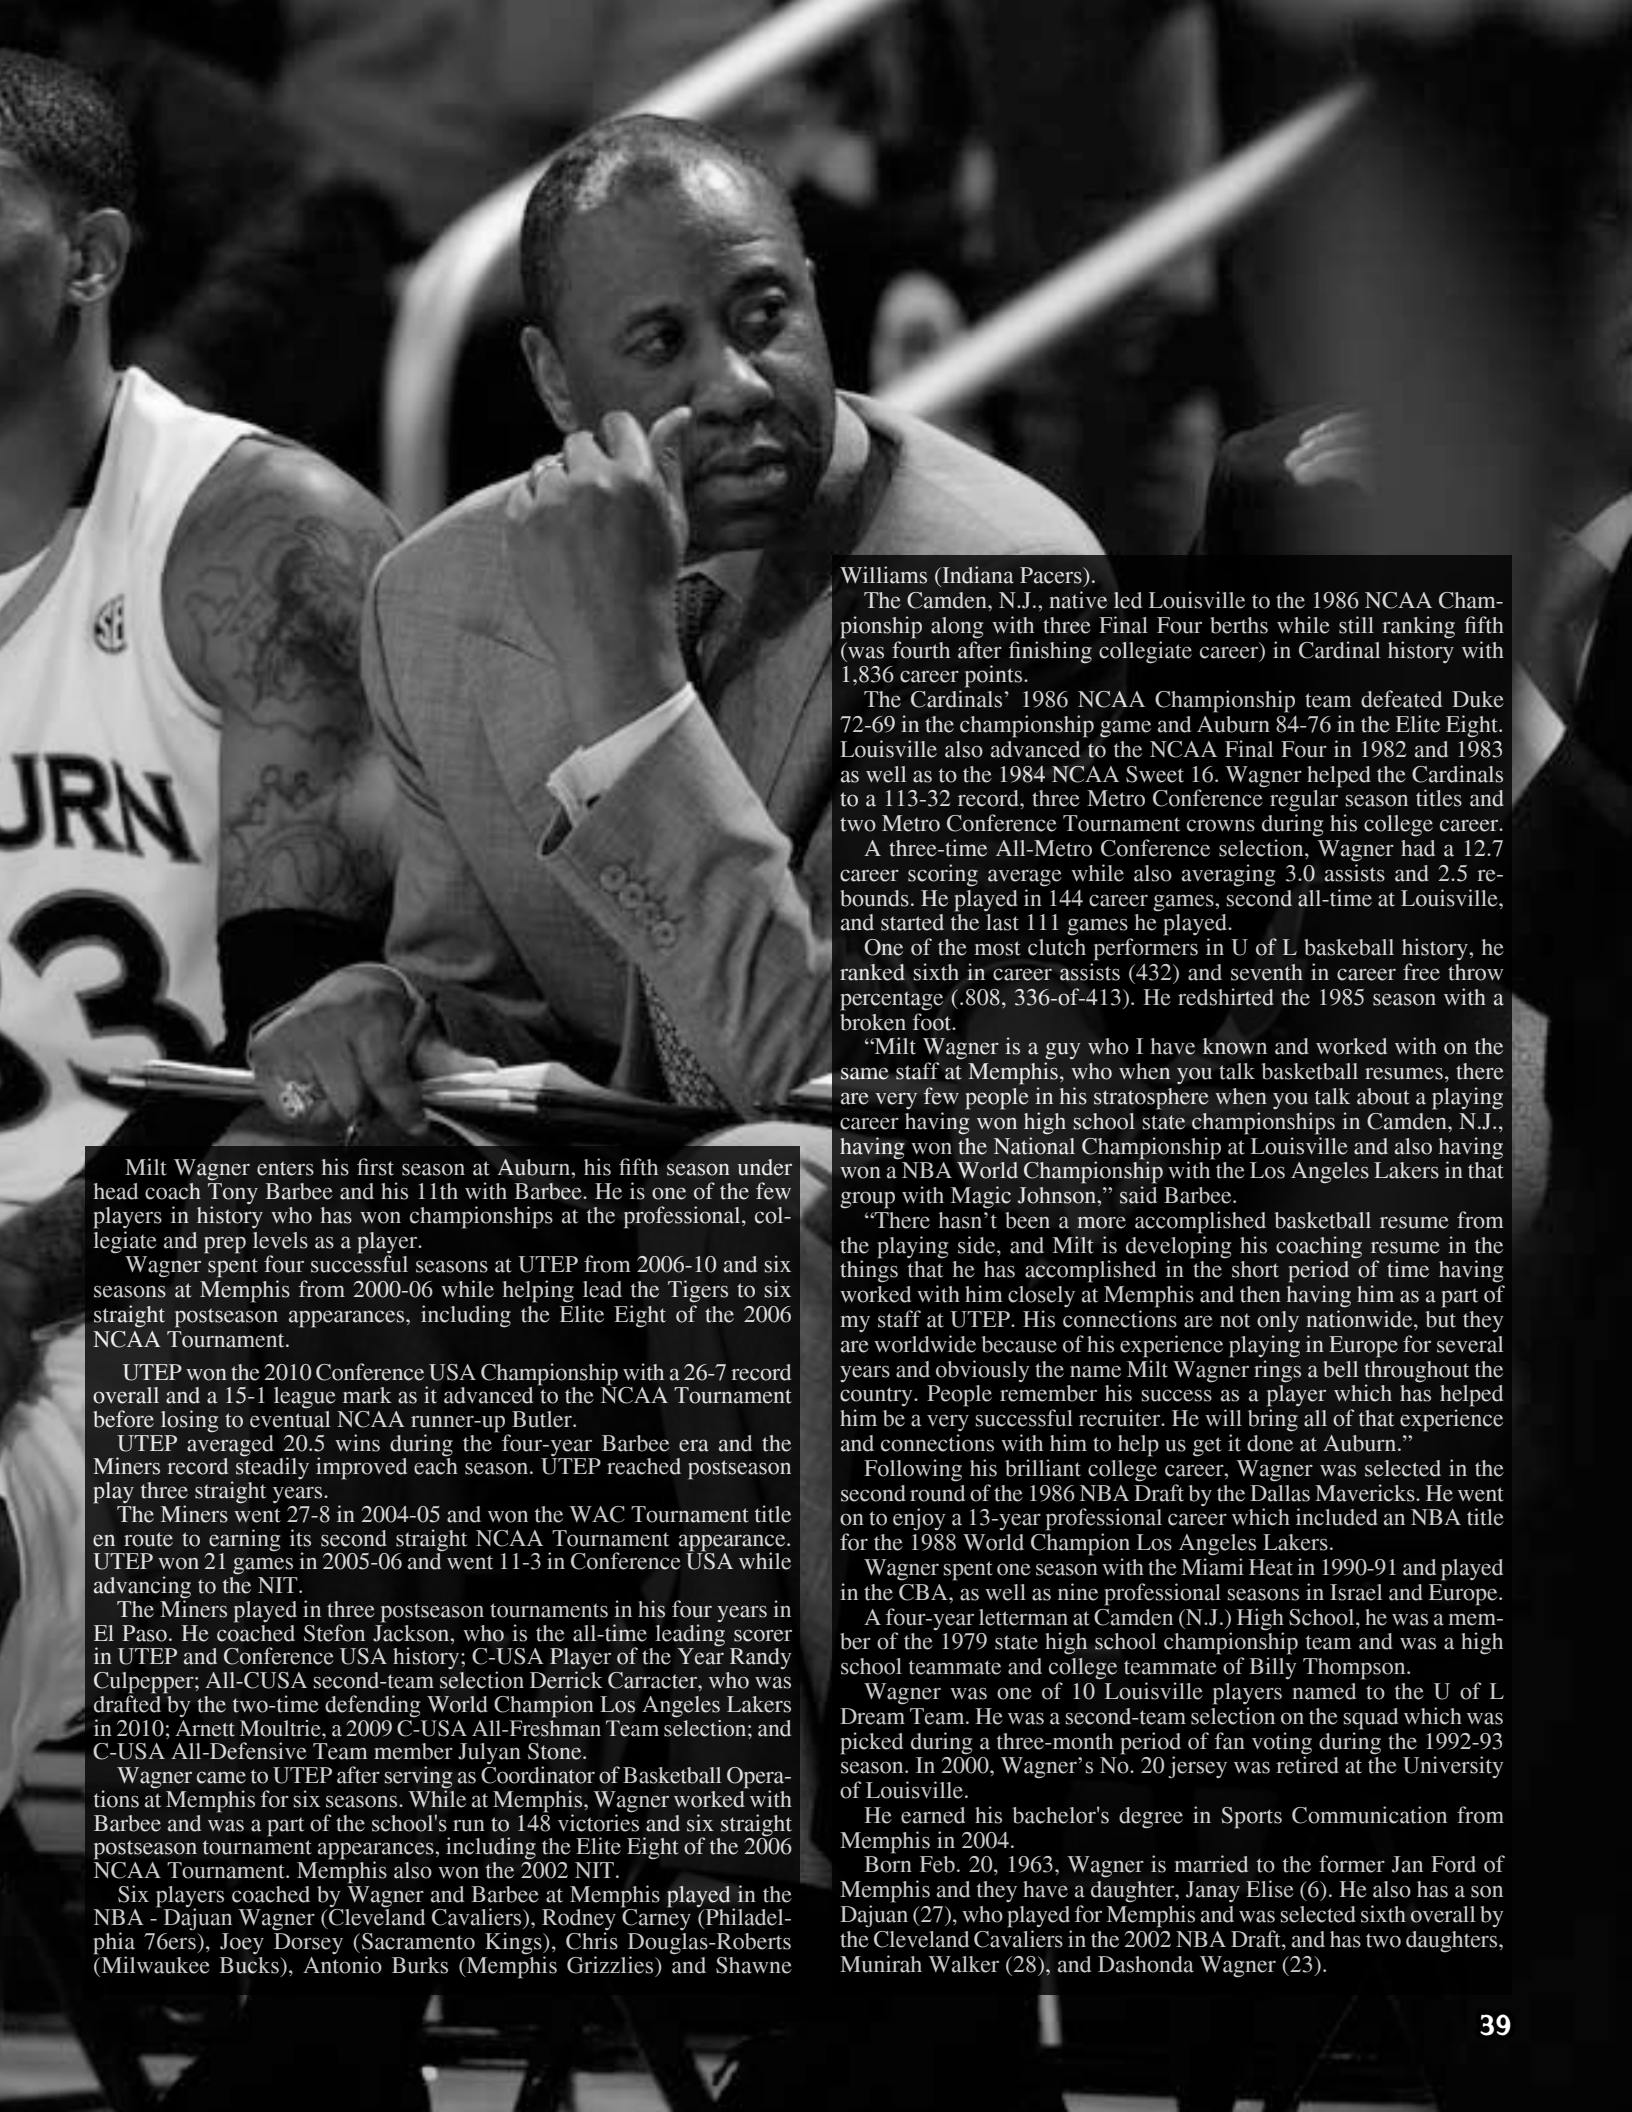 URN
3
Milt Wagner enters his first season at Auburn, his fifth season under
head coach Tony Barbee and his 11th with Barbee. He is one of the few
players in history who has won championships at the professional, col-
legiate and prep levels as a player.
Wagner spent four successful seasons at UTEP from 2006-10 and six
seasons at Memphis from 2000-06 while helping lead the Tigers to six
straight postseason appearances, including the Elite Eight of the 2006
NCAA Tournament.
UTEP won the 2010 Conference USA Championship with a 26-7 record
overall and a 15-1 league mark as it advanced to the NCAA Tournament
before losing to eventual NCAA runner-up Butler.
UTEP averaged 20.5 wins during the four-year Barbee era and the
Miners record steadily improved each season. UTEP reached postseason
play three straight years.
The Miners went 27-8 in 2004-05 and won the WAC Tournament title
en route to earning its second straight NCAA Tournament appearance.
UTEP won 21 games in 2005-06 and went 11-3 in Conference USA while
advancing to the NIT.
The Miners played in three postseason tournaments in his four years in
El Paso. He coached Stefon Jackson, who is the all-time leading scorer
in UTEP and Conference USA history; C-USA Player of the Year Randy
Culpepper; All-CUSA second-team selection Derrick Carracter, who was
drafted by the two-time defending World Champion Los Angeles Lakers
in 2010; Arnett Moultrie, a 2009 C-USA All-Freshman Team selection; and
C-USA All-Defensive Team member Julyan Stone.
Wagner came to UTEP after serving as Coordinator of Basketball Opera-
tions at Memphis for six seasons. While at Memphis, Wagner worked with
Barbee and was a part of the school's run to 148 victories and six straight
postseason tournament appearances, including the Elite Eight of the 2006
NCAA Tournament. Memphis also won the 2002 NIT.
Six players coached by Wagner and Barbee at Memphis played in the
NBA - Dajuan Wagner (Cleveland Cavaliers), Rodney Carney (Philadel-
phia 76ers), Joey Dorsey (Sacramento Kings), Chris Douglas-Roberts
(Milwaukee Bucks), Antonio Burks (Memphis Grizzlies) and Shawne
Williams (Indiana Pacers).
The Camden, N.J., native led Louisville to the 1986 NCAA Cham-
pionship along with three Final Four berths while still ranking fifth
(was fourth after finishing collegiate career) in Cardinal history with
1,836 career points.
The Cardinals’ 1986 NCAA Championship team defeated Duke
72-69 in the championship game and Auburn 84-76 in the Elite Eight.
Louisville also advanced to the NCAA Final Four in 1982 and 1983
as well as to the 1984 NCAA Sweet 16. Wagner helped the Cardinals
to a 113-32 record, three Metro Conference regular season titles and
two Metro Conference Tournament crowns during his college career.
A three-time All-Metro Conference selection, Wagner had a 12.7
career scoring average while also averaging 3.0 assists and 2.5 re-
bounds. He played in 144 career games, second all-time at Louisville,
and started the last 111 games he played.
One of the most clutch performers in U of L baskeball history, he
ranked sixth in career assists (432) and seventh in career free throw
percentage (.808, 336-of-413). He redshirted the 1985 season with a
broken foot.
“Milt Wagner is a guy who I have known and worked with on the
same staff at Memphis, who when you talk basketball resumes, there
are very few people in his stratosphere when you talk about a playing
career having won high school state championships in Camden, N.J.,
having won the National Championship at Louisville and also having
won a NBA World Championship with the Los Angeles Lakers in that
group with Magic Johnson,” said Barbee.
“There hasn’t been a more accomplished basketball resume from
the playing side, and Milt is developing his coaching resume in the
things that he has accomplished in the short period of time having
worked with him closely at Memphis and then having him as a part of
my staff at UTEP. His connections are not only nationwide, but they
are worldwide because of his experience playing in Europe for several
years and obviously the name Milt Wagner rings a bell throughout the
country. People remember his success as a player which has helped
him be a very successful recruiter. He will bring all of that experience
and connections with him to help us get it done at Auburn.”
Following his brilliant college career, Wagner was selected in the
second round of the 1986 NBA Draft by the Dallas Mavericks. He went
on to enjoy a 13-year professional career which included an NBA title
for the 1988 World Champion Los Angeles Lakers.
Wagner spent one season with the Miami Heat in 1990-91 and played
in the CBA, as well as nine professional seasons in Israel and Europe.
A four-year letterman at Camden (N.J.) High School, he was a mem-
ber of the 1979 state high school championship team and was a high
school teammate and college teammate of Billy Thompson.
Wagner was one of 10 Louisville players named to the U of L
Dream Team. He was a second-team selection on the squad which was
picked during a three-month period of fan voting during the 1992-93
season. In 2000, Wagner’s No. 20 jersey was retired at the University
of Louisville.
He earned his bachelor's degree in Sports Communication from
Memphis in 2004.
Born Feb. 20, 1963, Wagner is married to the former Jan Ford of
Memphis and they have a daughter, Janay Elise (6). He also has a son
Dajuan (27), who played for Memphis and was selected sixth overall by
the Cleveland Cavaliers in the 2002 NBA Draft, and has two daughters,
Munirah Walker (28), and Dashonda Wagner (23).
39